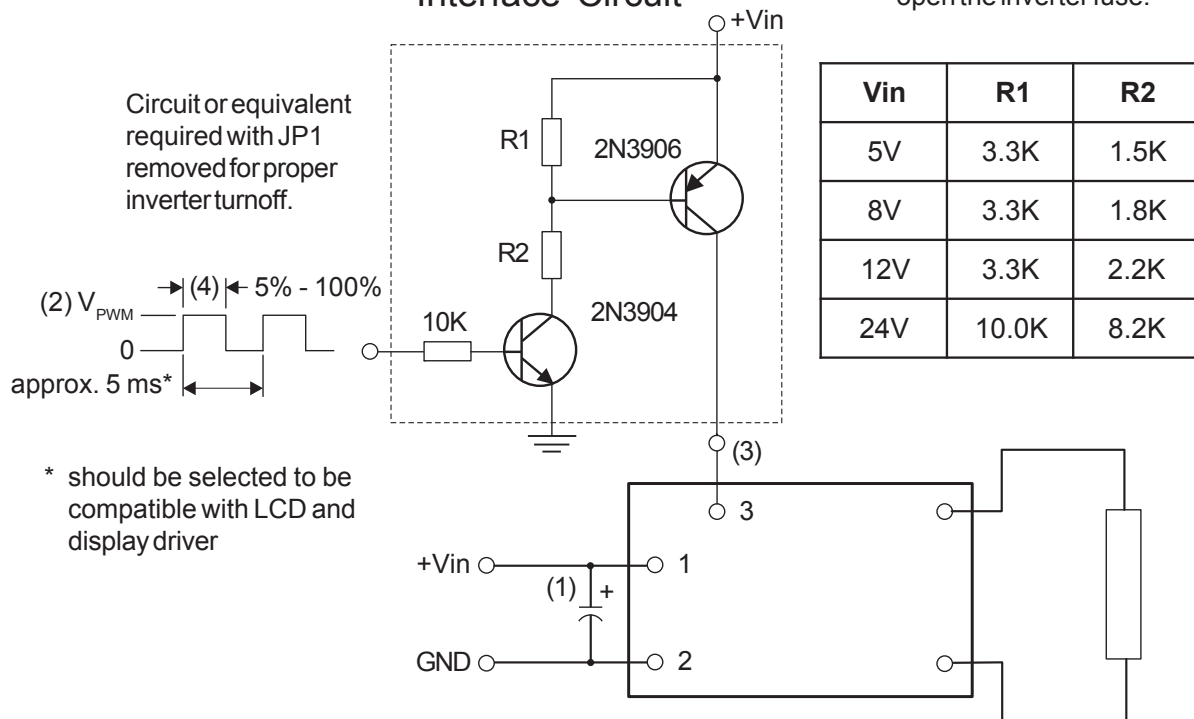 Interface Circuit
open the inverter fuse.
+Vin
Circuit or equivalent
required with JP1
removed for proper
inverter turnoff.
R1
2N3906
R2
2N3904
10K
(2) VPWM
(4)
5% - 100%
0
approx. 5 ms*
* should be selected to be
compatible with LCD and
display driver
Vin R1 R2
5V 3.3K 1.5K
8V 3.3K 1.8K
12V 3.3K 2.2K
24V 10.0K 8.2K
(3)
3
+Vin
1
(1) +
GND
2